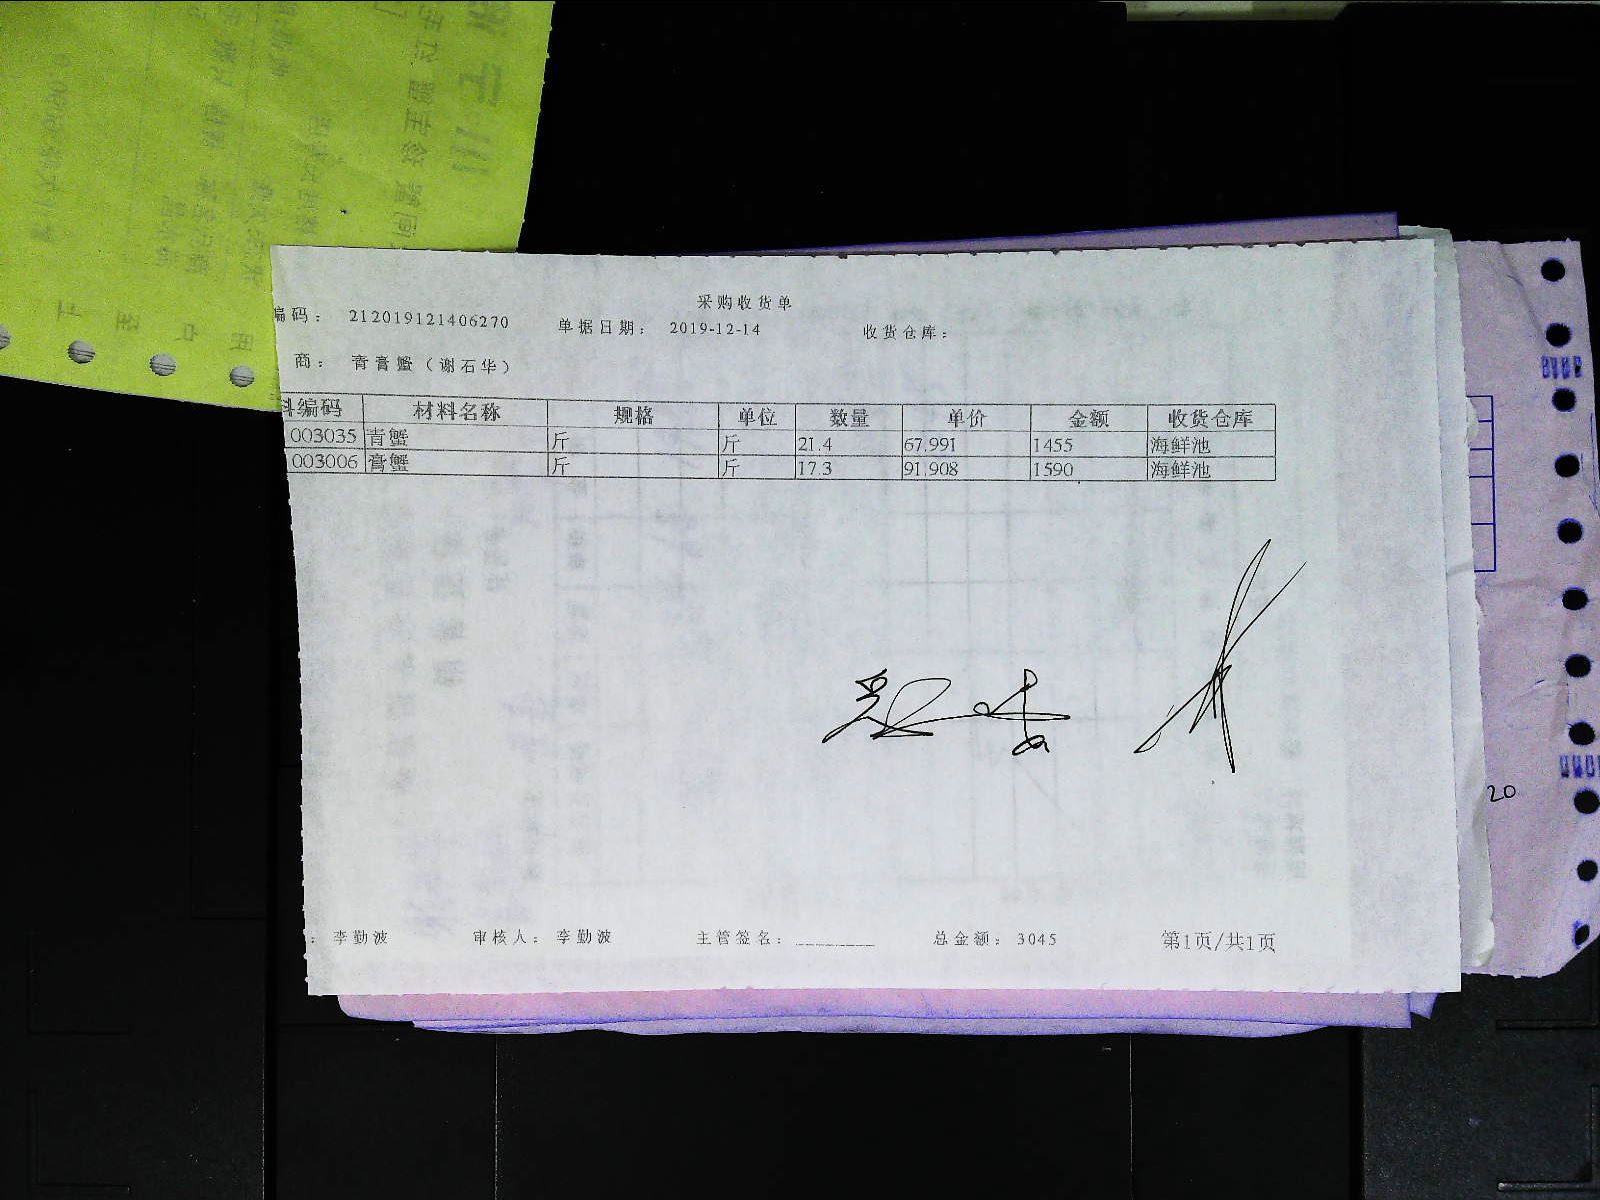 采购收货单
编码： 212019121406270 单据日期： 2019-12-14 收货仓库：
商： 青膏蟹（谢石华）
料编码 材料名称 规格 单位 数量 单价 金额 收货仓库
003035 青蟹 斤 斤 21.4 67.991 1455 海鲜池
003006 膏蟹 斤 斤 17.3 91.908 1590 海鲜池
20
： 李勤波 审核人： 李勤波 主管签名： 总金额： 3045 第1页/共1页